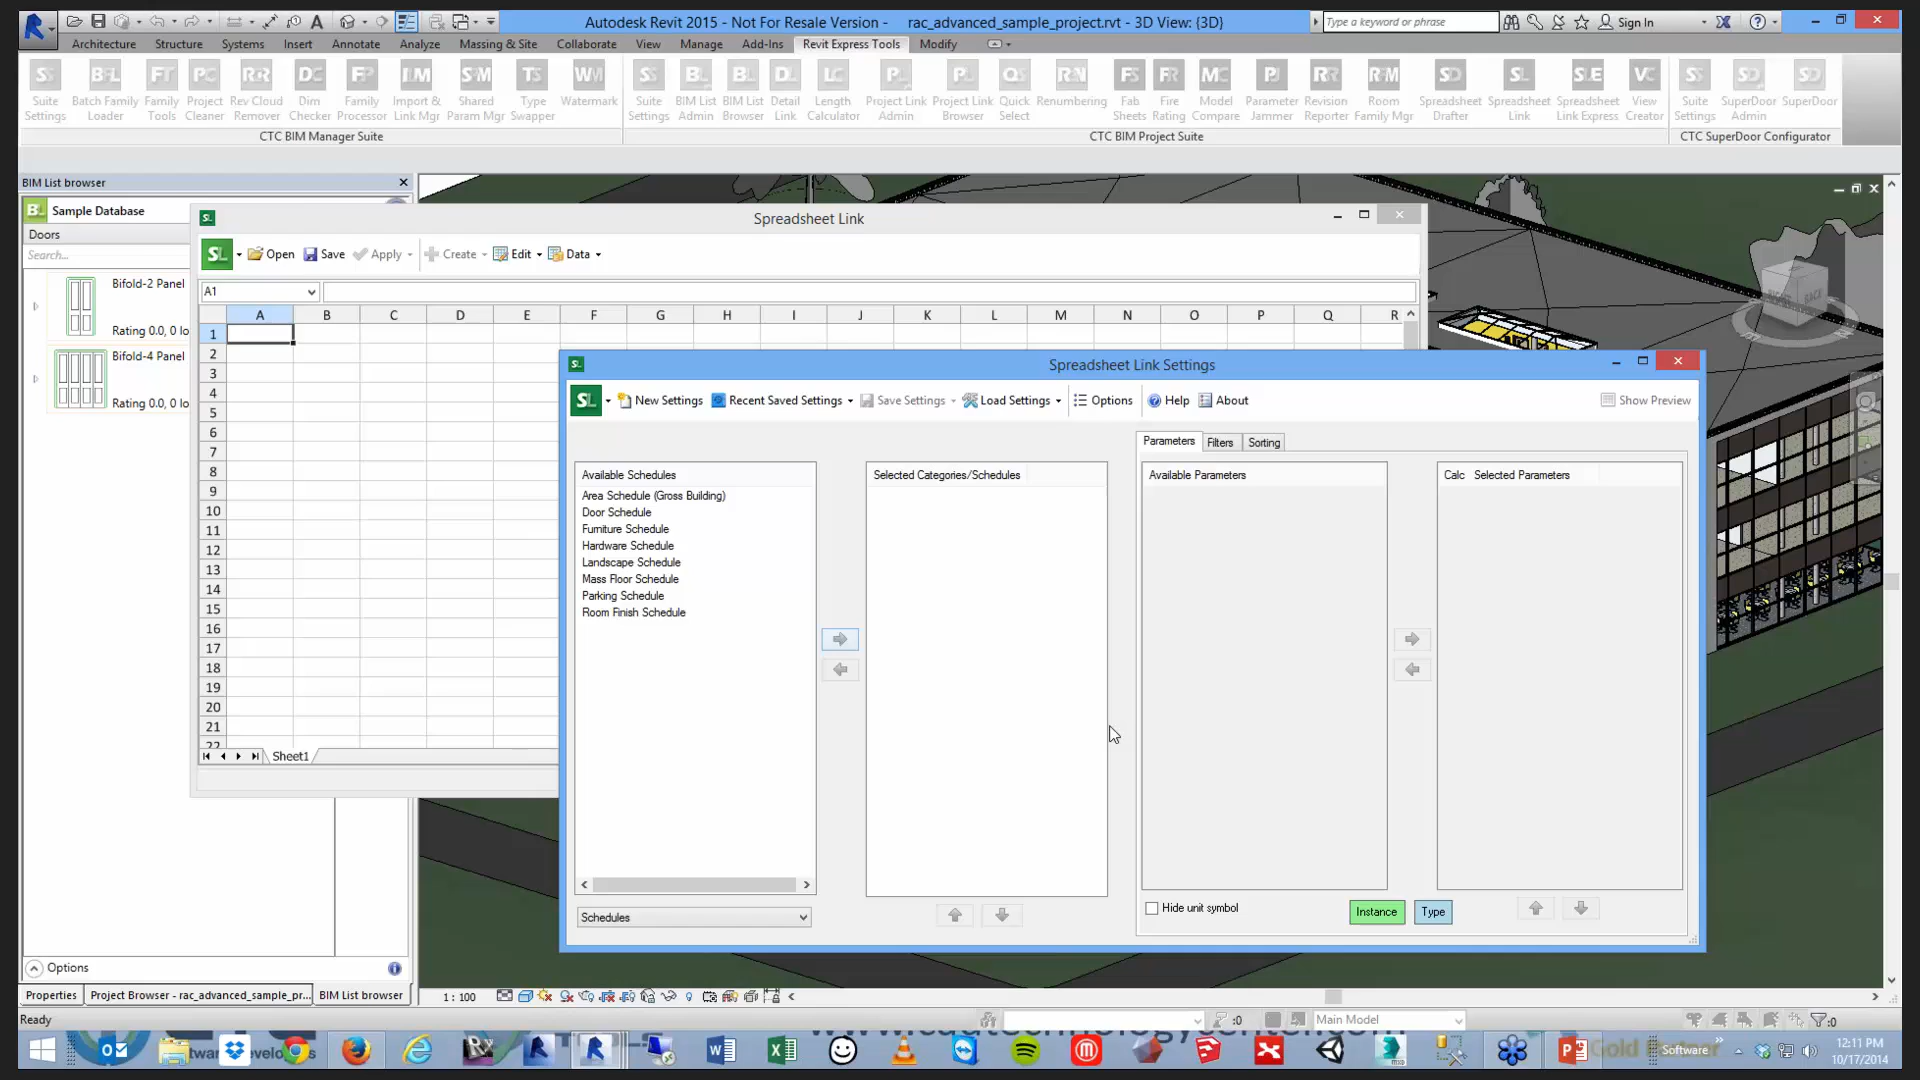 Autodesk Revit 2015 - Not For Resale Version - rac_advanced_sample_project.rvt - 3D View: {3D}
Type a keyword or phrase
Sign In
Architecture Structure Systems Insert Annotate Analyze Massing & Site Collaborate View Manage Add-Ins Revit Express Tools Modify
Suite Settings
Batch Family Loader
Family Tools
Project Cleaner
Rev Cloud Remover
Dim Checker
Family Processor
Import & Link Mgr
Shared Param Mgr
Type Swapper
Watermark
Suite Settings
BIM List Admin
BIM List Browser
Detail Link
Length Calculator
Project Link Admin
Project Link Browser
Quick Select
Renumbering
Fab Sheets
Fire Rating
Model Compare
Parameter Jammer
Revision Reporter
Room Family Mgr
Spreadsheet Drafter
Spreadsheet Link
Spreadsheet Link Express
View Creator
Suite Settings
SuperDoor Admin
SuperDoor
CTC BIM Manager Suite
CTC BIM Project Suite
CTC SuperDoor Configurator
BIM List browser
BL Sample Database
Doors
Search...
Bifold-2 Panel
Rating 0.0, 0 lo
Bifold-4 Panel
Rating 0.0, 0 lo
Options
Properties
Project Browser - rac_advanced_sample_pr...
BIM List browser
SL Spreadsheet Link
SL Open Save Apply Create Edit Data
A1
A B C D E F G H I J K L M N O P Q R
1
2
3
4
5
6
7
8
9
10
11
12
13
14
15
16
17
18
19
20
21
22
Sheet1
SL Spreadsheet Link Settings
SL New Settings Recent Saved Settings Save Settings Load Settings Options Help About Show Preview
Parameters Filters Sorting
Available Schedules
Area Schedule (Gross Building)
Door Schedule
Furniture Schedule
Hardware Schedule
Landscape Schedule
Mass Floor Schedule
Parking Schedule
Room Finish Schedule
Schedules
Selected Categories/Schedules
Available Parameters
Calc Selected Parameters
Hide unit symbol
Instance
Type
RIGHT BACK
1 : 100
Ready
:0
Main Model
:0
Software
12:11 PM
10/17/2014